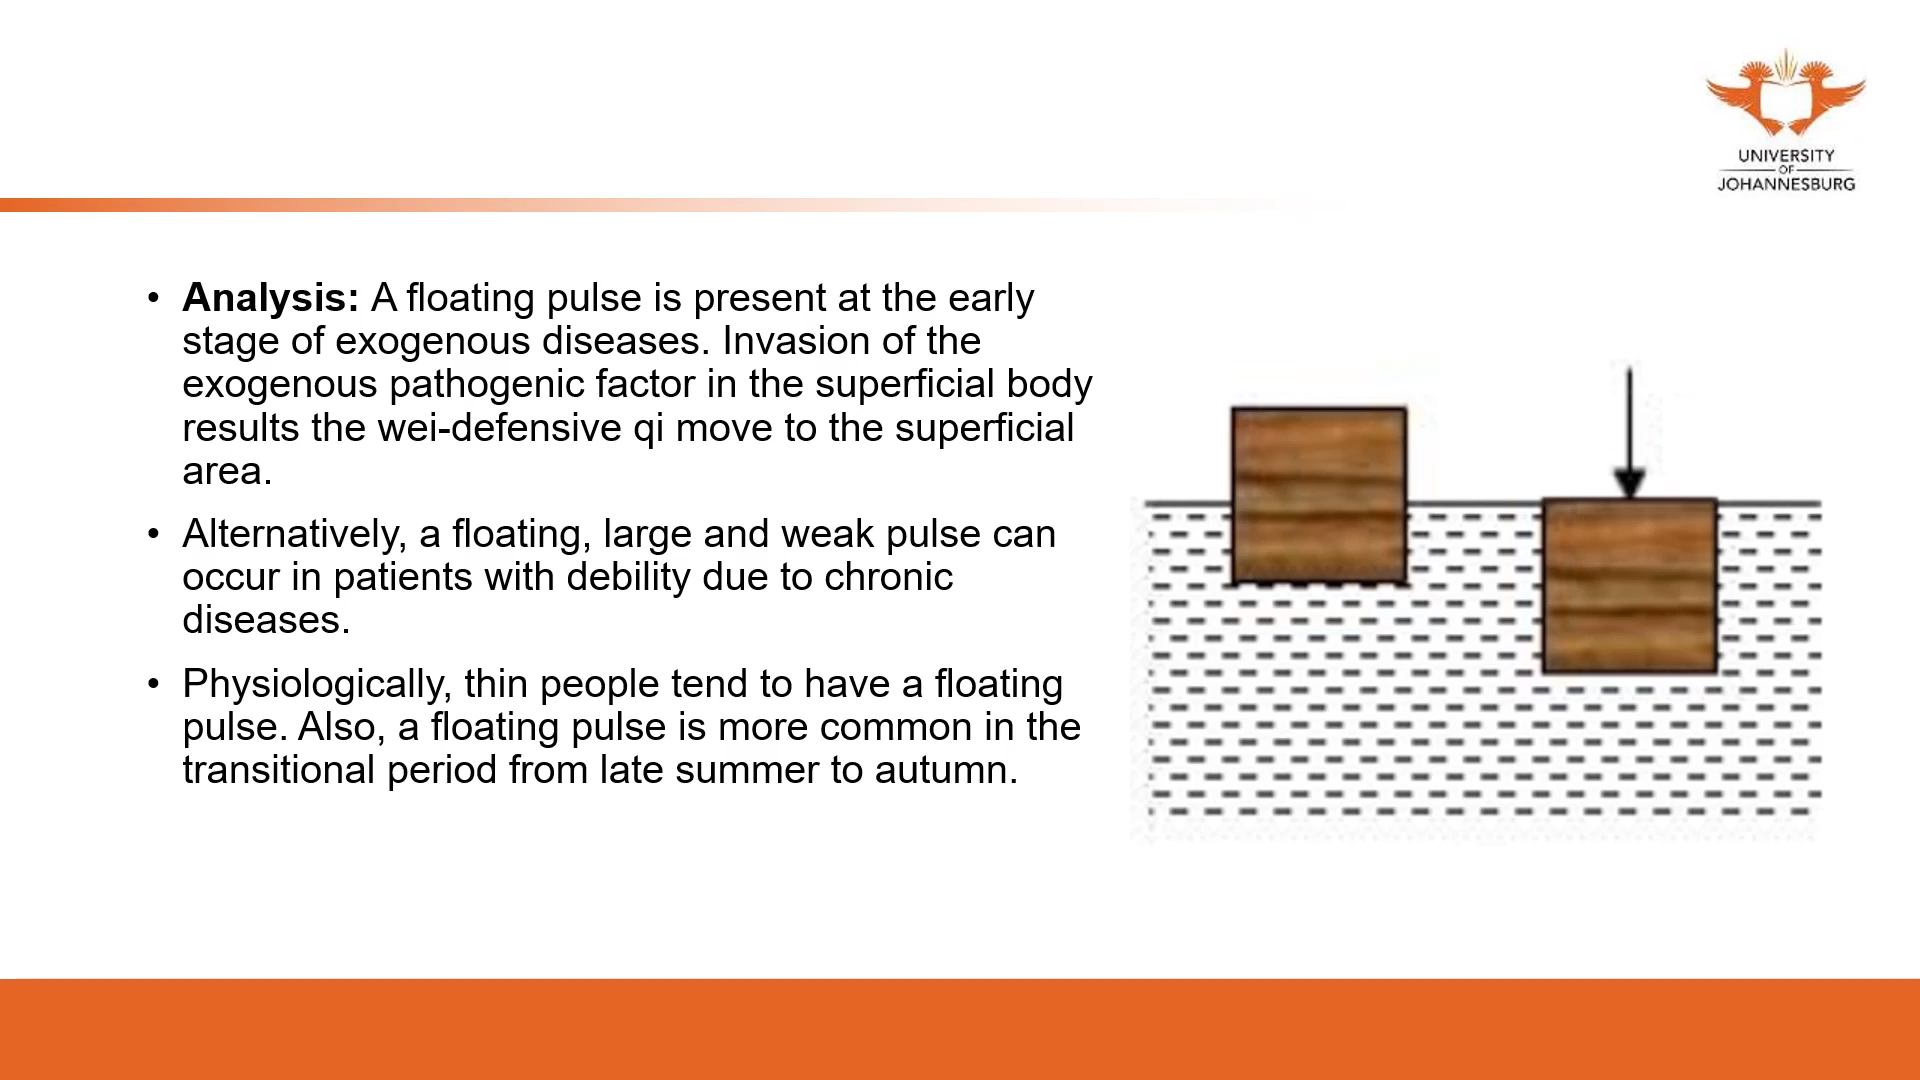 UNIVERSITY
OF
JOHANNESBURG
• Analysis: A floating pulse is present at the early
stage of exogenous diseases. Invasion of the
exogenous pathogenic factor in the superficial body
results the wei-defensive qi move to the superficial
area.
• Alternatively, a floating, large and weak pulse can
occur in patients with debility due to chronic
diseases.
• Physiologically, thin people tend to have a floating
pulse. Also, a floating pulse is more common in the
transitional period from late summer to autumn.